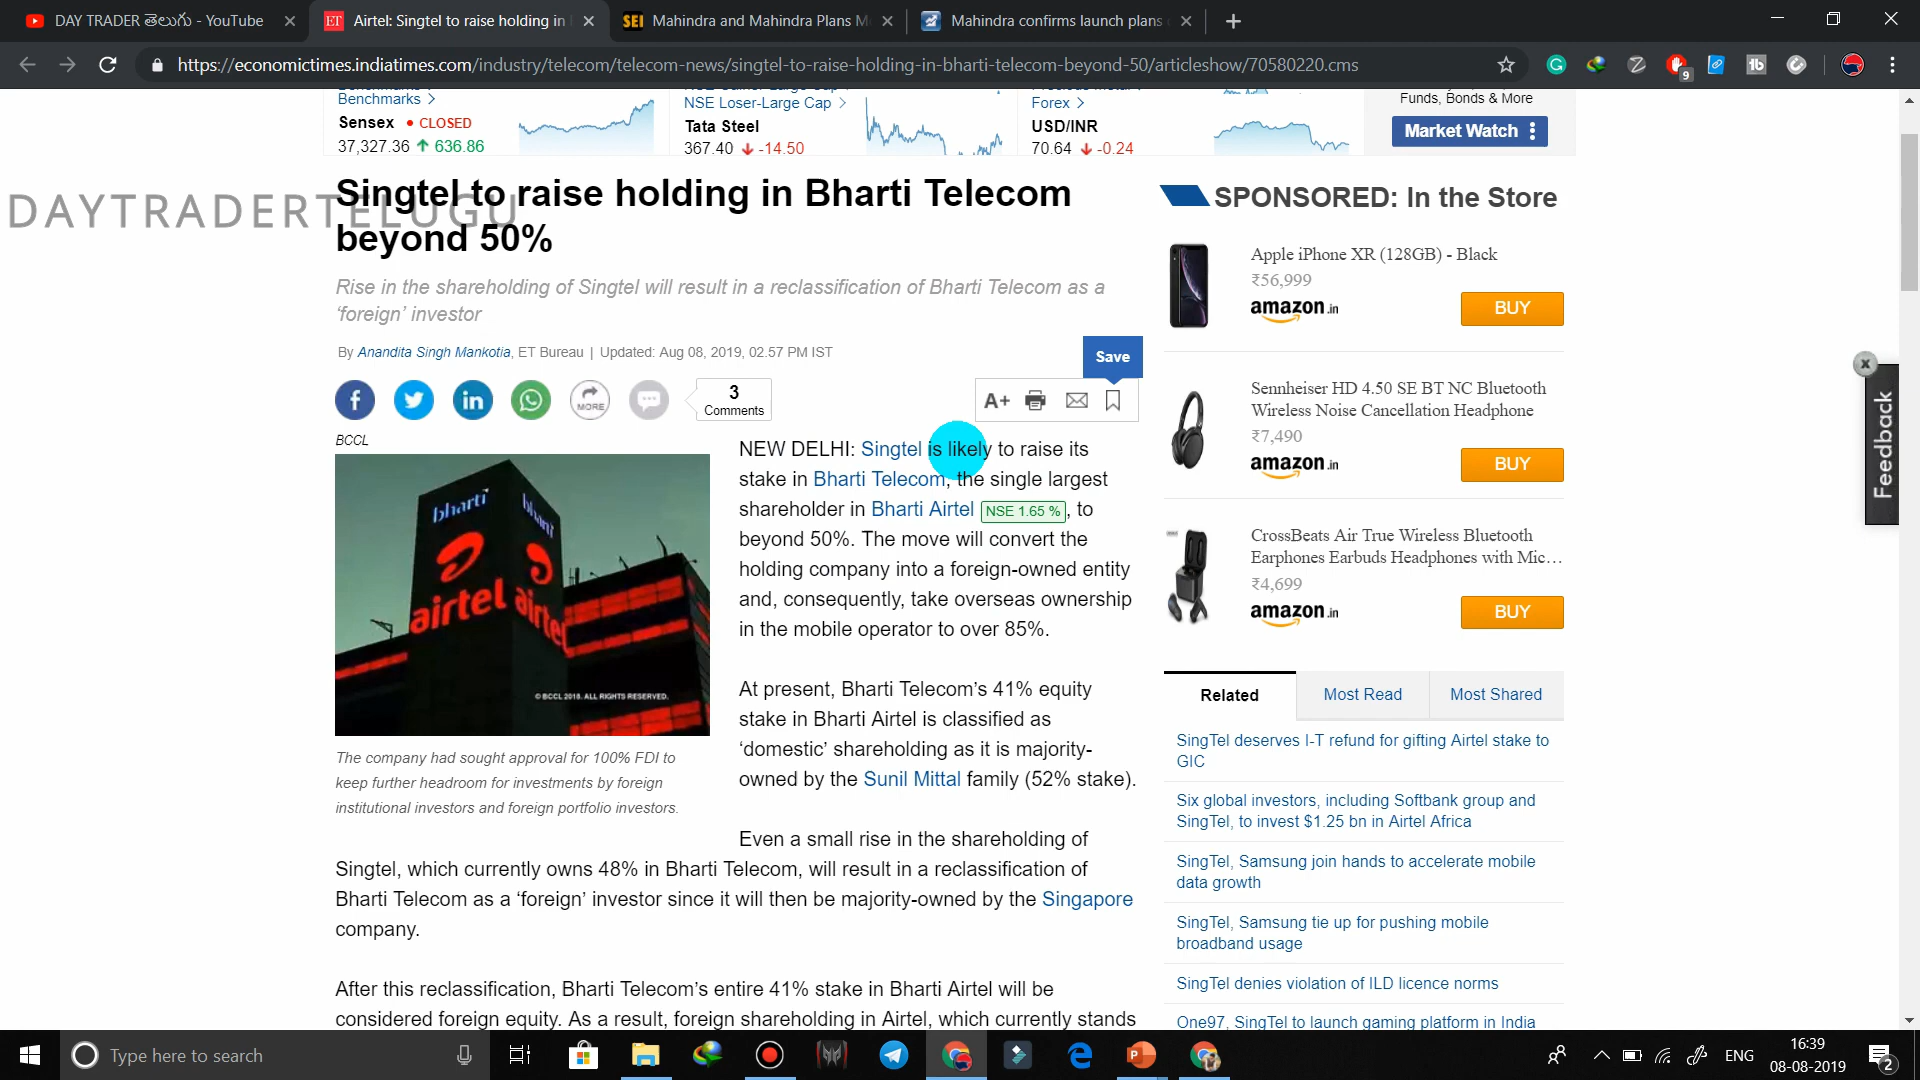 DAY TRADER తెలుగు - YouTube
Airtel: Singtel to raise holding in
Mahindra and Mahindra Plans M
Mahindra confirms launch plans
https://economictimes.indiatimes.com/industry/telecom/telecom-news/singtel-to-raise-holding-in-bharti-telecom-beyond-50/articleshow/70580220.cms
9
Benchmarks >
Sensex • CLOSED
37,327.36 ↑ 636.86
NSE Loser-Large Cap >
Tata Steel
367.40 ↓ -14.50
Forex >
USD/INR
70.64 ↓ -0.24
Funds, Bonds & More
Market Watch
DAYTRADERTELUGU
Singtel to raise holding in Bharti Telecom
beyond 50%
Rise in the shareholding of Singtel will result in a reclassification of Bharti Telecom as a
‘foreign’ investor
By Anandita Singh Mankotia, ET Bureau | Updated: Aug 08, 2019, 02.57 PM IST
Save
MORE
3
Comments
A+
BCCL
bharti
bharti
airtel
airtel
© BCCL 2018. ALL RIGHTS RESERVED.
The company had sought approval for 100% FDI to
keep further headroom for investments by foreign
institutional investors and foreign portfolio investors.
NEW DELHI: Singtel is likely to raise its
stake in Bharti Telecom, the single largest
shareholder in Bharti Airtel NSE 1.65 %, to
beyond 50%. The move will convert the
holding company into a foreign-owned entity
and, consequently, take overseas ownership
in the mobile operator to over 85%.
At present, Bharti Telecom’s 41% equity
stake in Bharti Airtel is classified as
‘domestic’ shareholding as it is majority-
owned by the Sunil Mittal family (52% stake).
Even a small rise in the shareholding of
Singtel, which currently owns 48% in Bharti Telecom, will result in a reclassification of
Bharti Telecom as a ‘foreign’ investor since it will then be majority-owned by the Singapore
company.
After this reclassification, Bharti Telecom’s entire 41% stake in Bharti Airtel will be
considered foreign equity. As a result, foreign shareholding in Airtel, which currently stands
SPONSORED: In the Store
Apple iPhone XR (128GB) - Black
₹56,999
amazon.in
BUY
Sennheiser HD 4.50 SE BT NC Bluetooth
Wireless Noise Cancellation Headphone
₹7,490
amazon.in
BUY
CrossBeats Air True Wireless Bluetooth
Earphones Earbuds Headphones with Mic…
₹4,699
amazon.in
BUY
Related
Most Read
Most Shared
SingTel deserves I-T refund for gifting Airtel stake to
GIC
Six global investors, including Softbank group and
SingTel, to invest $1.25 bn in Airtel Africa
SingTel, Samsung join hands to accelerate mobile
data growth
SingTel, Samsung tie up for pushing mobile
broadband usage
SingTel denies violation of ILD licence norms
One97, SingTel to launch gaming platform in India
Feedback
Type here to search
ENG
16:39
08-08-2019
2